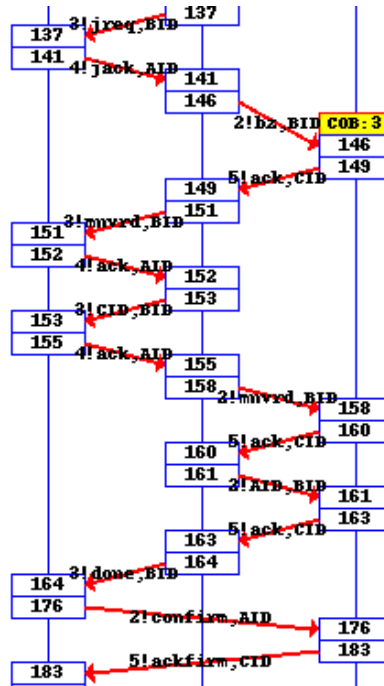 137
3!jreq,BID
137
141
4!jack,AID
141
146
2!bz,BID
COB:3
146
149
5!ack,CID
149
151
3!mnvrd,BID
151
152
4!ack,AID
152
153
3!CID,BID
153
155
4!ack,AID
155
158
2!mnvrd,BID
158
160
5!ack,CID
160
161
2!AID,BID
161
163
5!ack,CID
163
164
3!done,BID
164
176
2!confirm,AID
176
183
5!ackfirm,CID
183